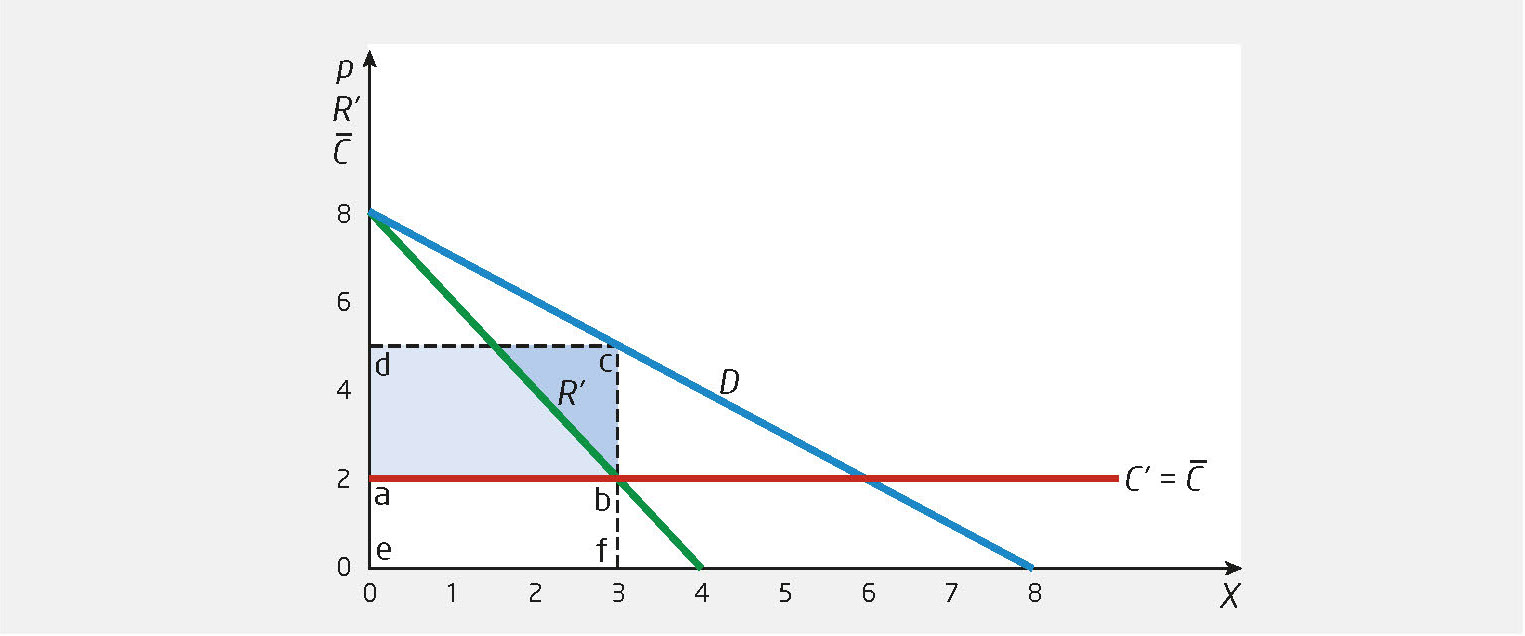 p
R′
C̅
8
6
d c
4 R′ D
2 C′ = C̅
a b
e f
0
0 1 2 3 4 5 6 7 8 X